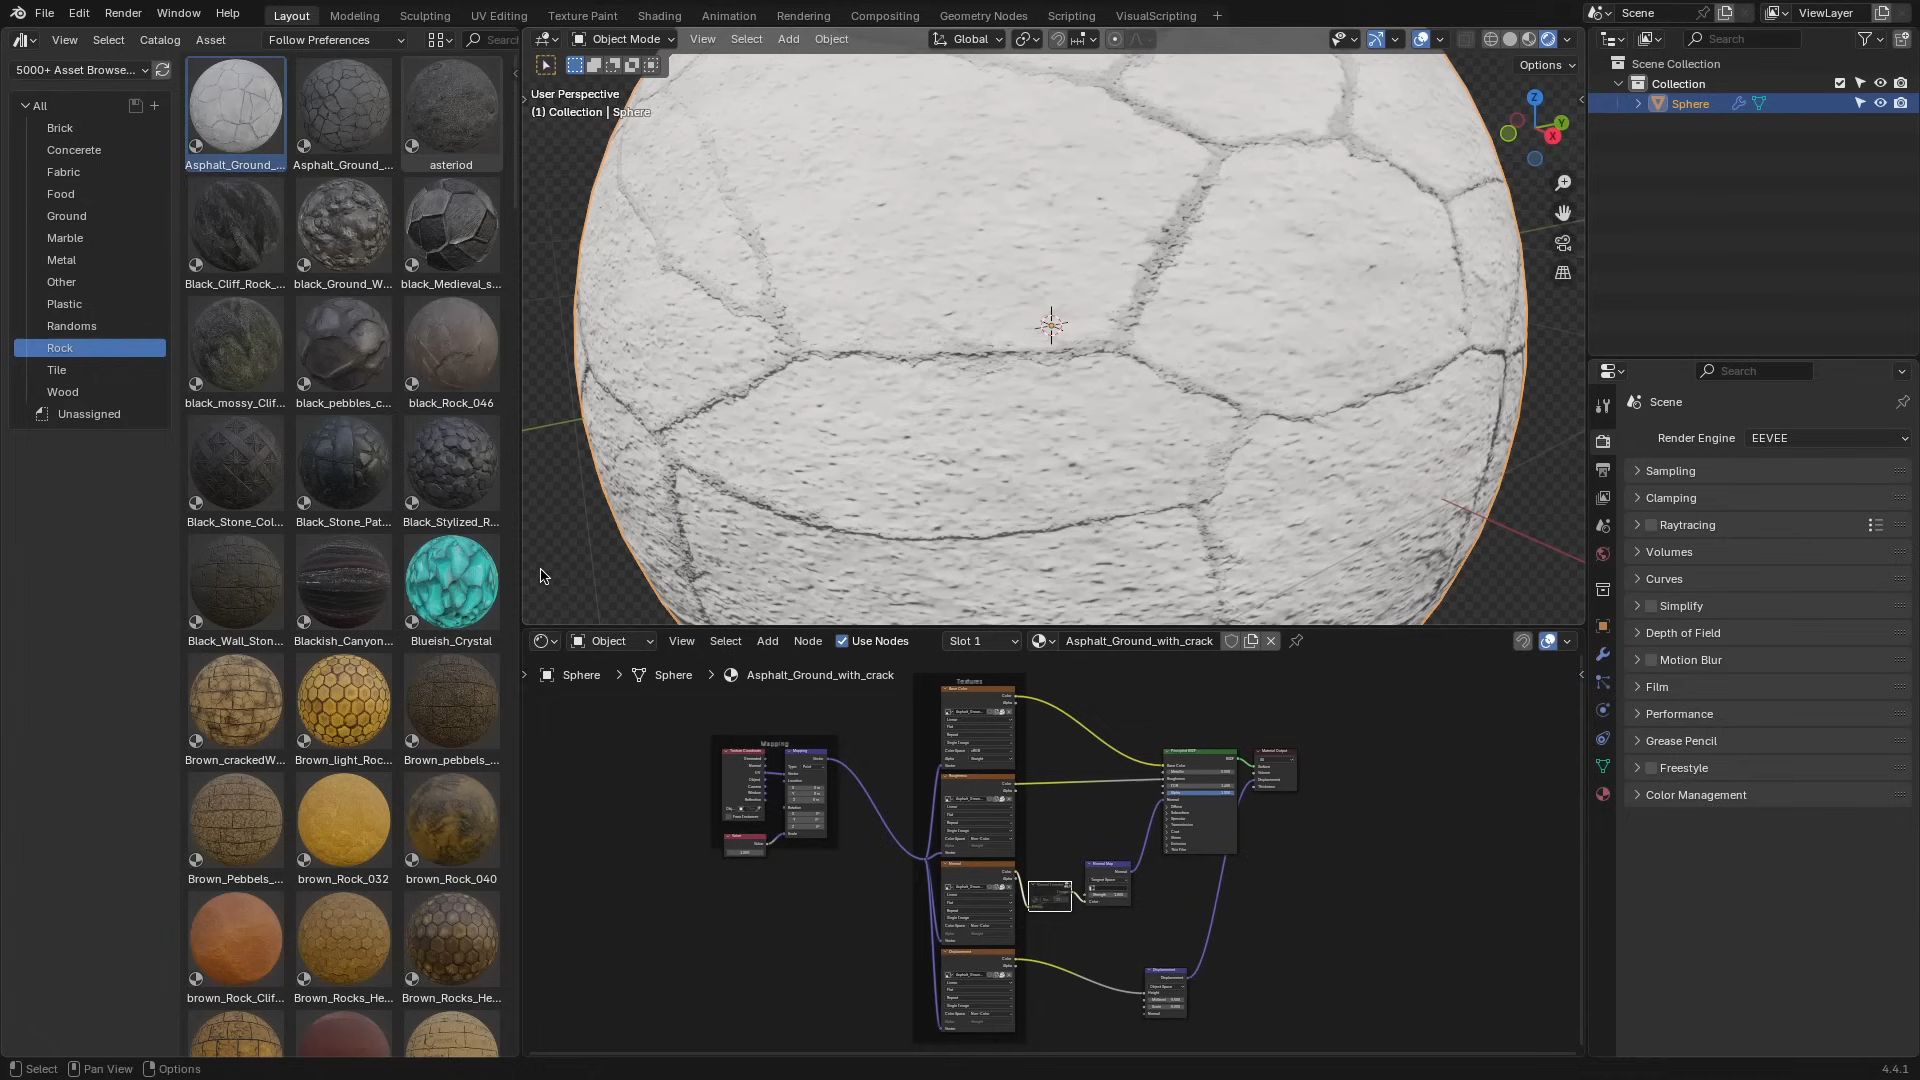 File Edit Render Window Help Layout Modeling Sculpting UV Editing Texture Paint Shading Animation Rendering Compositing Geometry Nodes Scripting VisualScripting + Scene ViewLayer
View Select Catalog Asset Follow Preferences Search
Object Mode View Select Add Object Global
Search
5000+ Asset Browse...
Options
All
Brick
Concerete
Fabric
Food
Ground
Marble
Metal
Other
Plastic
Randoms
Rock
Tile
Wood
Unassigned
Asphalt_Ground_... Asphalt_Ground_... asteriod
Black_Cliff_Rock_... black_Ground_W... black_Medieval_s...
black_mossy_Clif... black_pebbles_c... black_Rock_046
Black_Stone_Col... Black_Stone_Pat... Black_Stylized_R...
Black_Wall_Ston... Blackish_Canyon... Blueish_Crystal
Brown_crackedW... Brown_light_Roc... Brown_pebbles_...
Brown_Pebbels_... brown_Rock_032 brown_Rock_040
brown_Rock_Clif... Brown_Rocks_He... Brown_Rocks_He...
User Perspective
(1) Collection | Sphere
Z
Y
X
Object View Select Add Node Use Nodes Slot 1 Asphalt_Ground_with_crack
Sphere > Sphere > Asphalt_Ground_with_crack
Textures
Mapping
Scene Collection
Collection
Sphere
Search
Scene
Render Engine EEVEE
Sampling
Clamping
Raytracing
Volumes
Curves
Simplify
Depth of Field
Motion Blur
Film
Performance
Grease Pencil
Freestyle
Color Management
Select Pan View Options
4.4.1